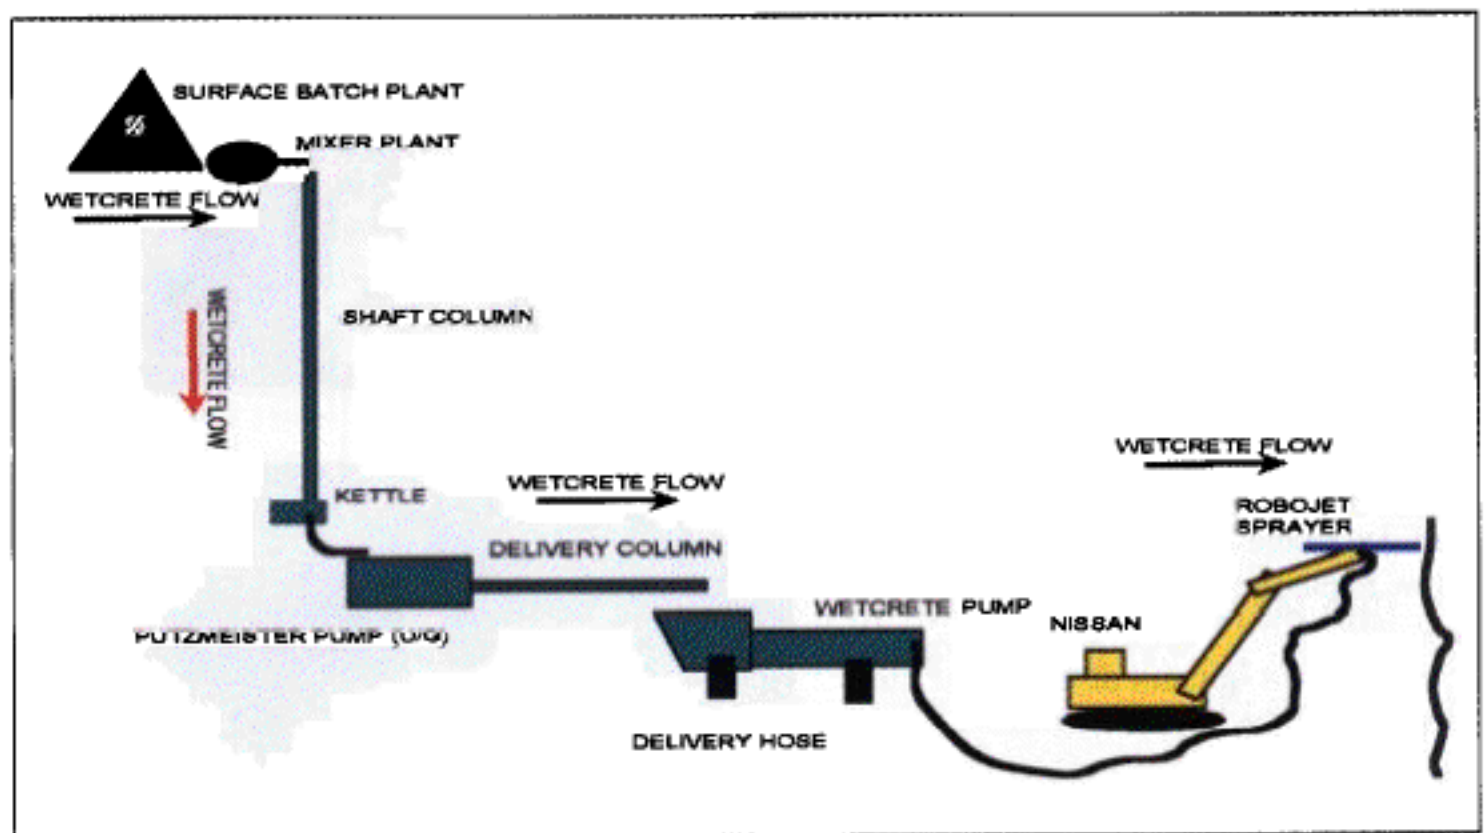 SURFACE BATCH PLANT
MIXER PLANT
WETCRETE FLOW
WETCRETE FLOW
SHAFT COLUMN
KETTLE
WETCRETE FLOW
DELIVERY COLUMN
PUTZMEISTER PUMP (U/G)
WETCRETE PUMP
DELIVERY HOSE
WETCRETE FLOW
ROBOJET
SPRAYER
NISSAN